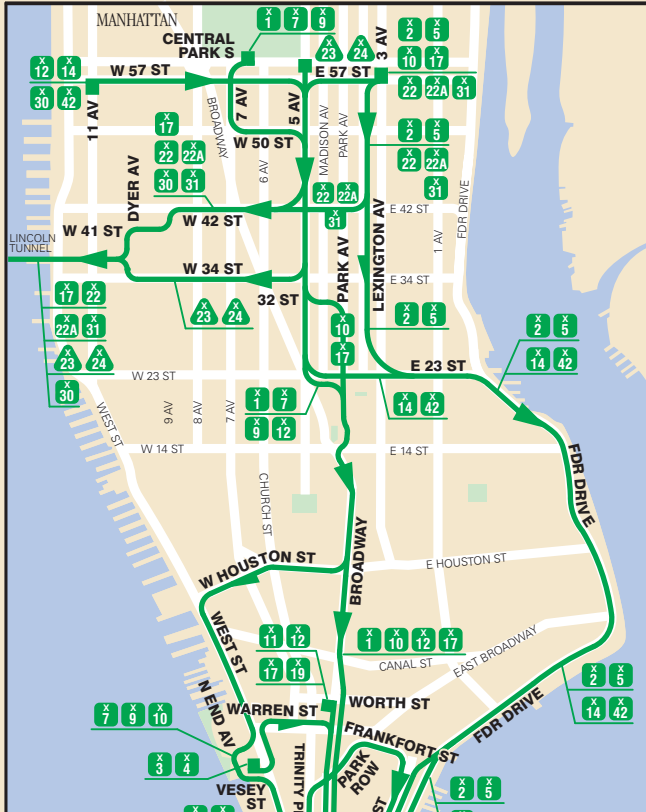 MANHATTAN
CENTRAL
PARK S
X 1 X 7 X 9
X 23 X 24
3 AV
X 2 X 5
X 10 X 17
X 22 X 22A X 31
X 12 X 14
X 30 X 42
W 57 ST
E 57 ST
11 AV
BROADWAY
7 AV
6 AV
5 AV
MADISON AV
PARK AV
W 50 ST
X 17
X 22 X 22A
X 30 X 31
X 2 X 5
X 22 X 22A
X 31
DYER AV
X 22 X 22A
X 31
W 42 ST
E 42 ST
W 41 ST
LINCOLN
TUNNEL
PARK AV
LEXINGTON AV
1 AV
FDR DRIVE
W 34 ST
E 34 ST
32 ST
X 17 X 22
X 22A X 31
X 23 X 24
X 30
X 23 X 24
X 10
X 17
X 2 X 5
X 2 X 5
X 14 X 42
E 23 ST
W 23 ST
X 1 X 7
X 9 X 12
X 14 X 42
WEST ST
9 AV
8 AV
7 AV
W 14 ST
E 14 ST
FDR DRIVE
CHURCH ST
BROADWAY
W HOUSTON ST
E HOUSTON ST
WEST ST
X 11 X 12
X 17 X 19
X 1 X 10 X 12 X 17
CANAL ST
EAST BROADWAY
X 2 X 5
X 14 X 42
N END AV
WARREN ST
WORTH ST
FDR DRIVE
X 7 X 9 X 10
X 3 X 4
FRANKFORT ST
TRINITY P
PARK
ROW
VESEY
ST
ST
X 2 X 5
X X
X